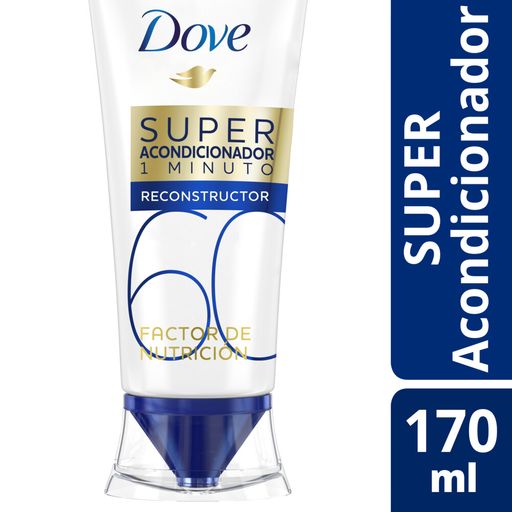 Dove
SUPER
ACONDICIONADOR
1 MINUTO
RECONSTRUCTOR
60
FACTOR DE
NUTRICIÓN
SUPER
Acondicionador
170
ml